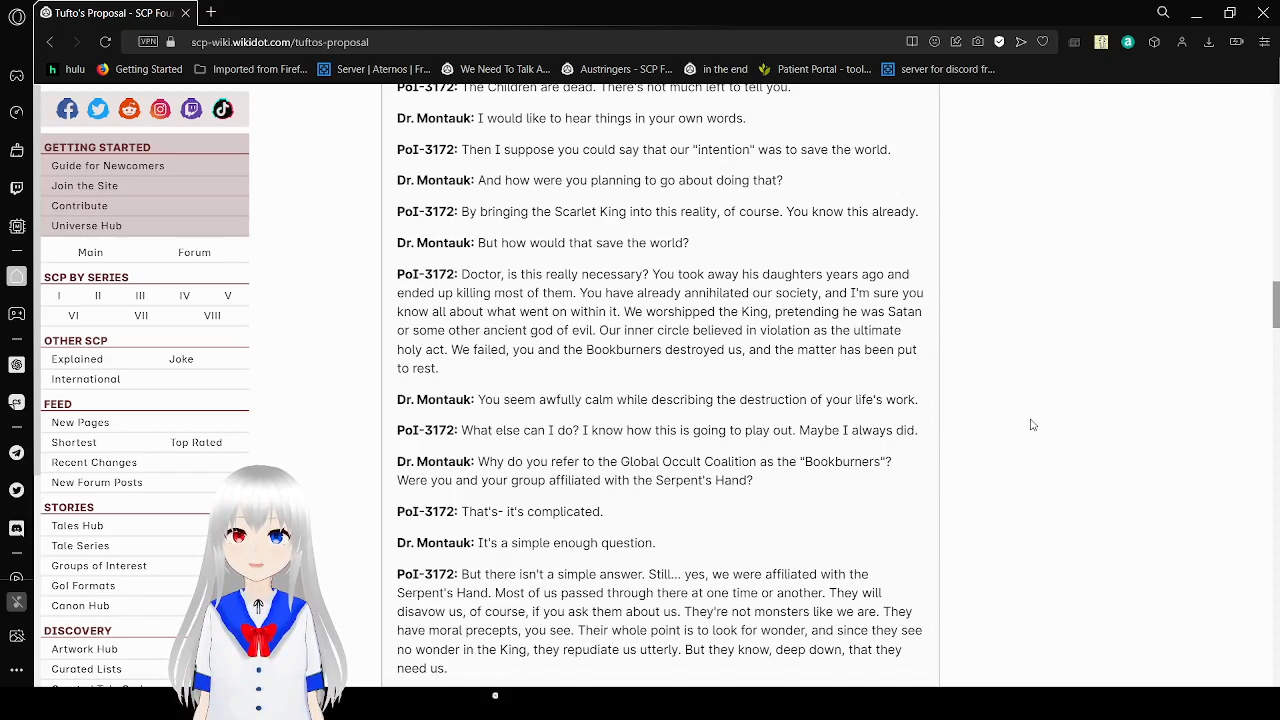 Tufto's Proposal - SCP Four
VPN
scp-wiki.wikidot.com/tuftos-proposal
hulu
Getting Started
Imported from Firef...
Server | Aternos | Fr...
We Need To Talk A...
Austringers - SCP F...
in the end
Patient Portal - tool...
server for discord fr...
GETTING STARTED
Guide for Newcomers
Join the Site
Contribute
Universe Hub
Main Forum
SCP BY SERIES
I II III IV V
VI VII VIII
OTHER SCP
Explained Joke
International
FEED
New Pages
Shortest Top Rated
Recent Changes
New Forum Posts
STORIES
Tales Hub
Tale Series
Groups of Interest
GoI Formats
Canon Hub
DISCOVERY
Artwork Hub
Curated Lists
PoI-3172: The Children are dead. There's not much left to tell you.
Dr. Montauk: I would like to hear things in your own words.
PoI-3172: Then I suppose you could say that our "intention" was to save the world.
Dr. Montauk: And how were you planning to go about doing that?
PoI-3172: By bringing the Scarlet King into this reality, of course. You know this already.
Dr. Montauk: But how would that save the world?
PoI-3172: Doctor, is this really necessary? You took away his daughters years ago and
ended up killing most of them. You have already annihilated our society, and I'm sure you
know all about what went on within it. We worshipped the King, pretending he was Satan
or some other ancient god of evil. Our inner circle believed in violation as the ultimate
holy act. We failed, you and the Bookburners destroyed us, and the matter has been put
to rest.
Dr. Montauk: You seem awfully calm while describing the destruction of your life's work.
PoI-3172: What else can I do? I know how this is going to play out. Maybe I always did.
Dr. Montauk: Why do you refer to the Global Occult Coalition as the "Bookburners"?
Were you and your group affiliated with the Serpent's Hand?
PoI-3172: That's- it's complicated.
Dr. Montauk: It's a simple enough question.
PoI-3172: But there isn't a simple answer. Still... yes, we were affiliated with the
Serpent's Hand. Most of us passed through there at one time or another. They will
disavow us, of course, if you ask them about us. They're not monsters like we are. They
have moral precepts, you see. Their whole point is to look for wonder, and since they see
no wonder in the King, they repudiate us utterly. But they know, deep down, that they
need us.